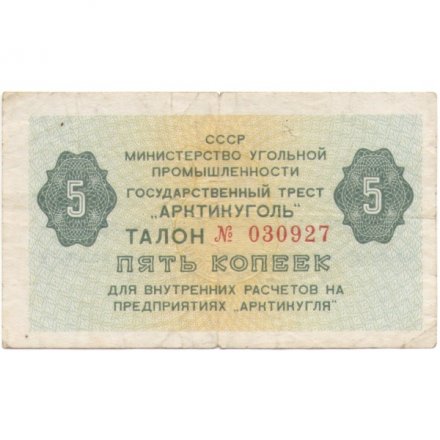 СССР
МИНИСТЕРСТВО УГОЛЬНОЙ
ПРОМЫШЛЕННОСТИ
ГОСУДАРСТВЕННЫЙ ТРЕСТ
„АРКТИКУГОЛЬ"
5 ТАЛОН № 030927 5
ПЯТЬ КОПЕЕК
ДЛЯ ВНУТРЕННИХ РАСЧЕТОВ НА
ПРЕДПРИЯТИЯХ „АРКТИКУГЛЯ"